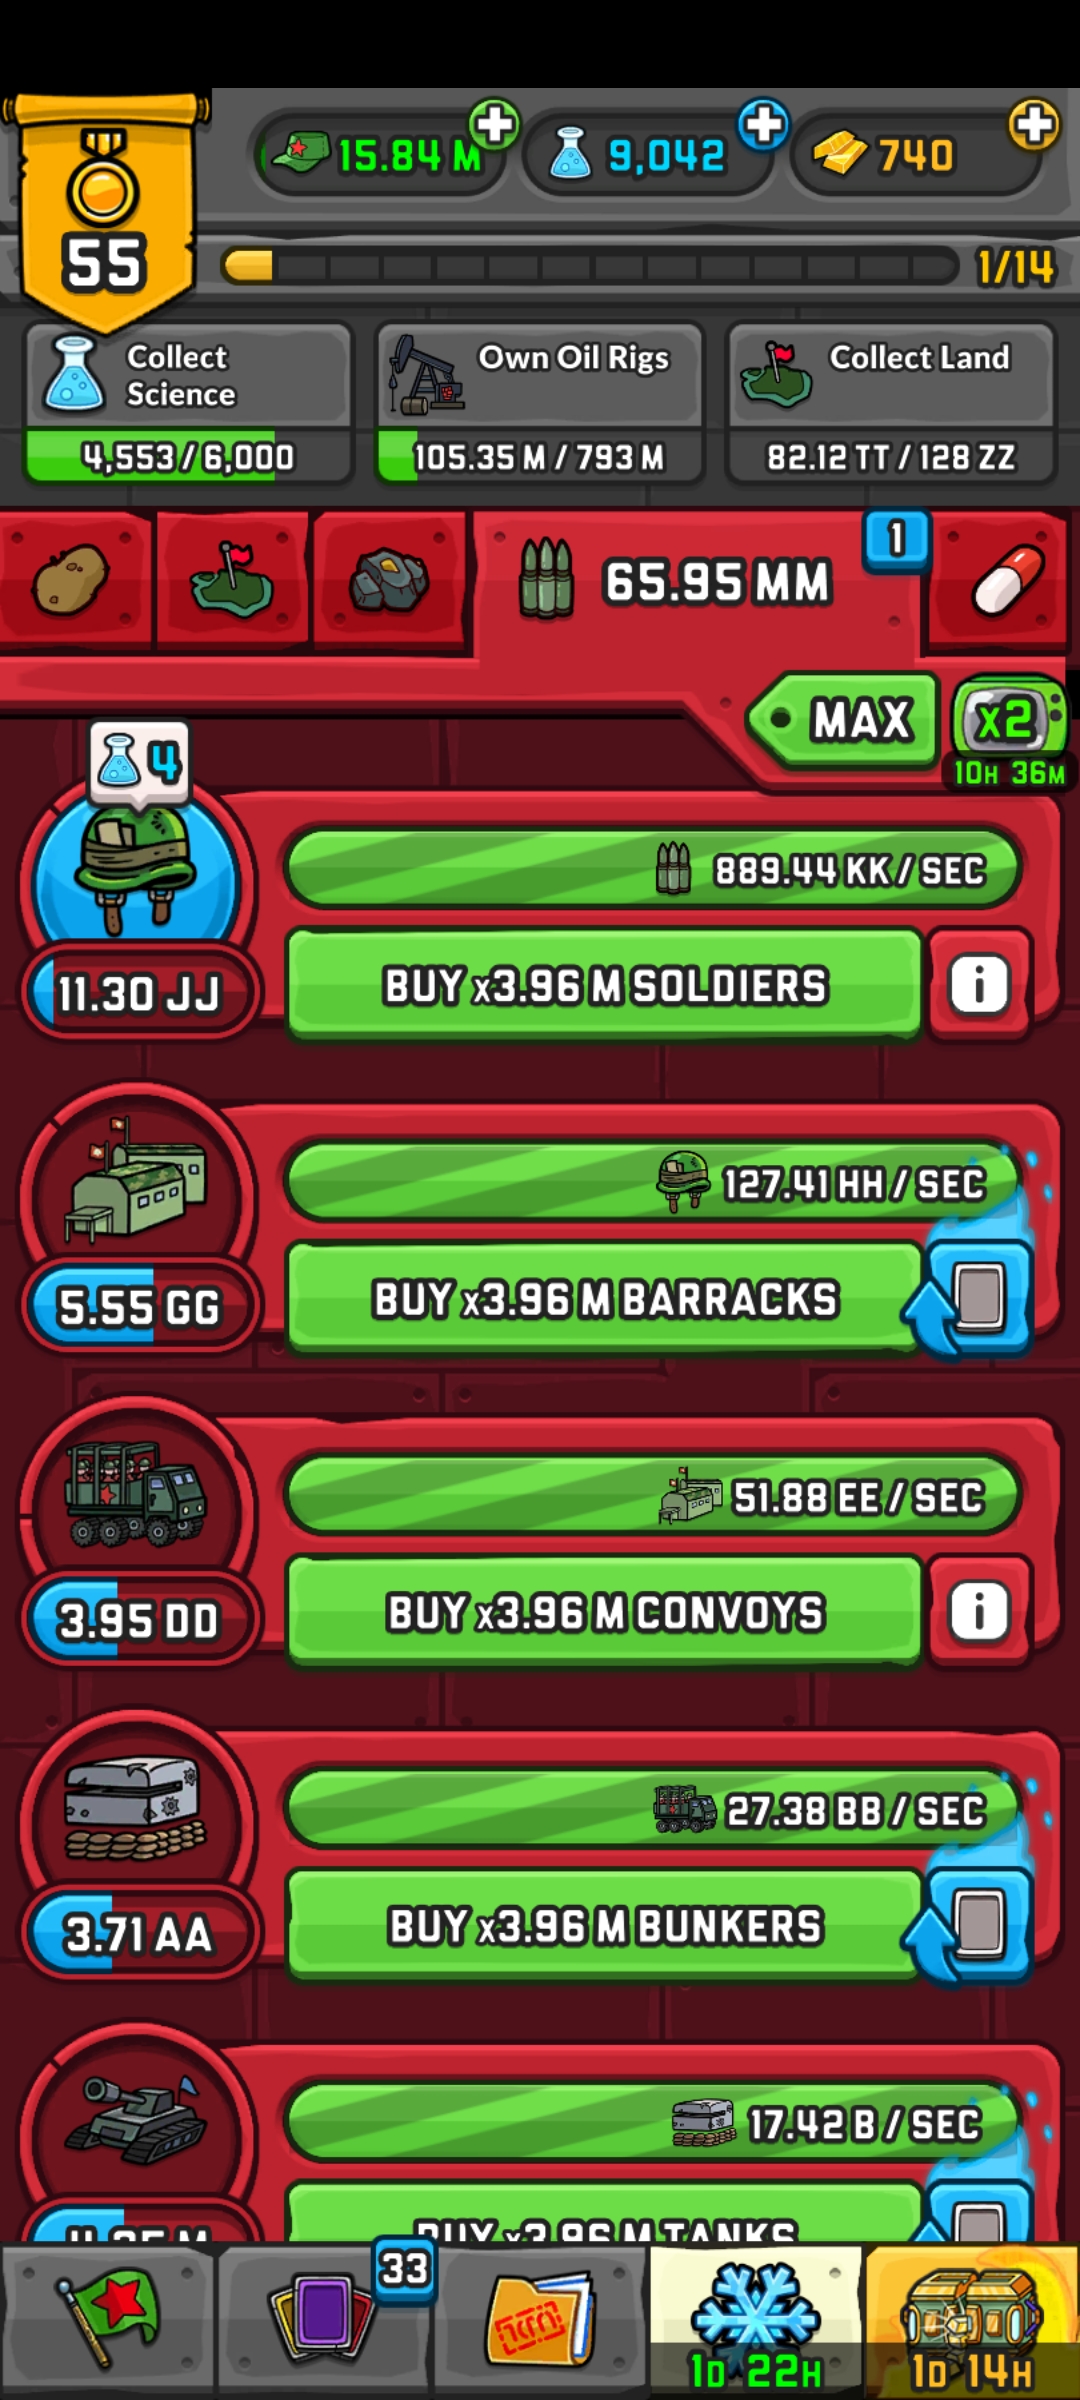 55
15.84 M
9,042
740
1/14
Collect
Science
4,553 / 6,000
Own Oil Rigs
105.35 M / 793 M
Collect Land
82.12 TT / 128 ZZ
65.95 MM
1
MAX
x2
10H 36M
4
889.44 KK / SEC
11.30 JJ
BUY x3.96 M SOLDIERS
i
127.41 HH / SEC
5.55 GG
BUY x3.96 M BARRACKS
51.88 EE / SEC
3.95 DD
BUY x3.96 M CONVOYS
i
27.38 BB / SEC
3.71 AA
BUY x3.96 M BUNKERS
17.42 B / SEC
BUY x3.96 M TANKS
33
1D 22H
1D 14H